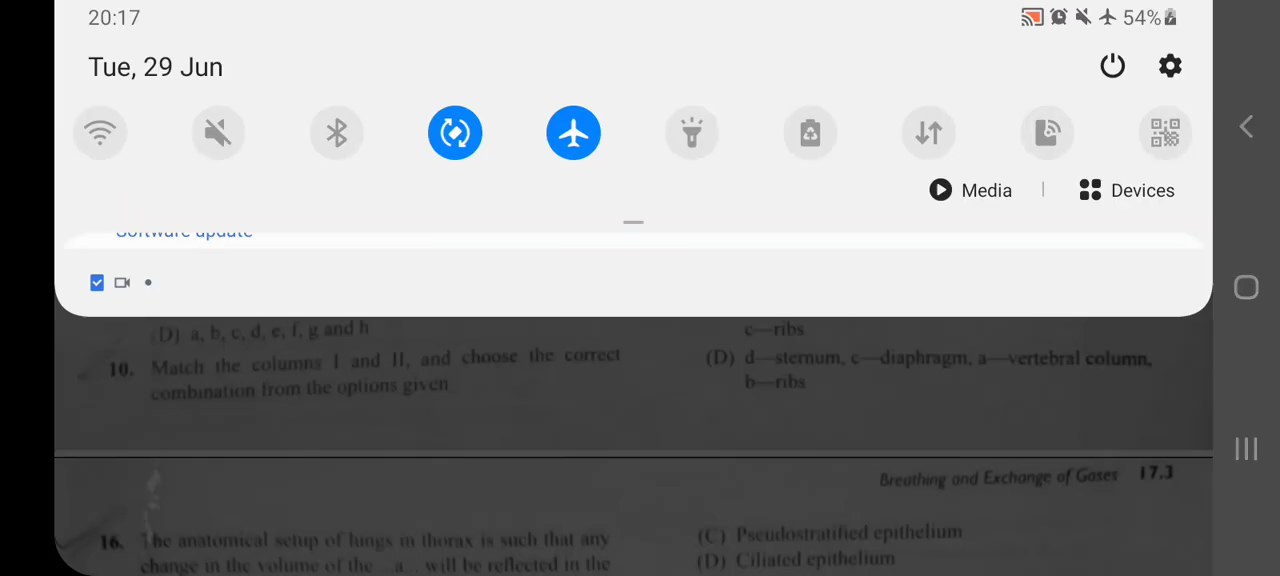 20:17
54%
Tue, 29 Jun
Media | Devices
Software update
(D) a, b, c, d, e, f, g and h
10. Match the columns I and II, and choose the correct
combination from the options given
c—ribs
(D) d—sternum, c—diaphragm, a—vertebral column,
b—ribs
Breathing and Exchange of Gases 17.3
16. The anatomical setup of lungs in thorax is such that any
change in the volume of the ...a... will be reflected in the
(C) Pseudostratified epithelium
(D) Ciliated epithelium